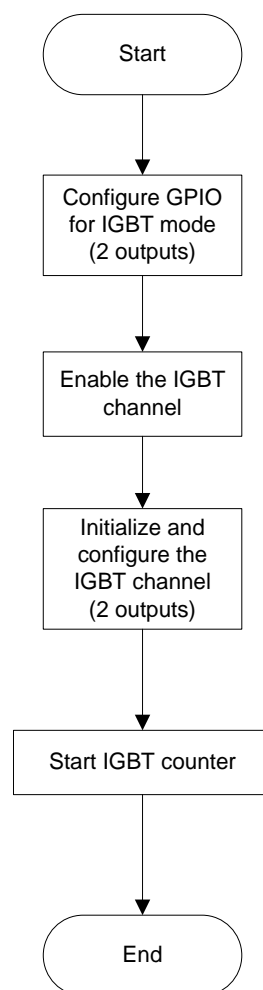 Start
Configure GPIO
for IGBT mode
(2 outputs)
Enable the IGBT
channel
Initialize and
configure the
IGBT channel
(2 outputs)
Start IGBT counter
End